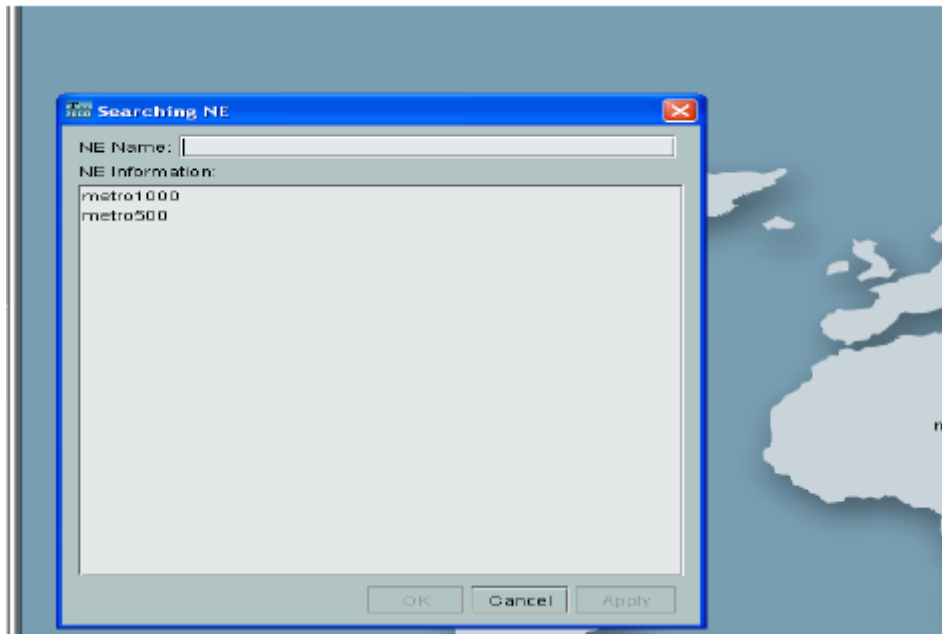 Searching NE
NE Name:
NE Information:
metro1000
metro500
OK Cancel Apply